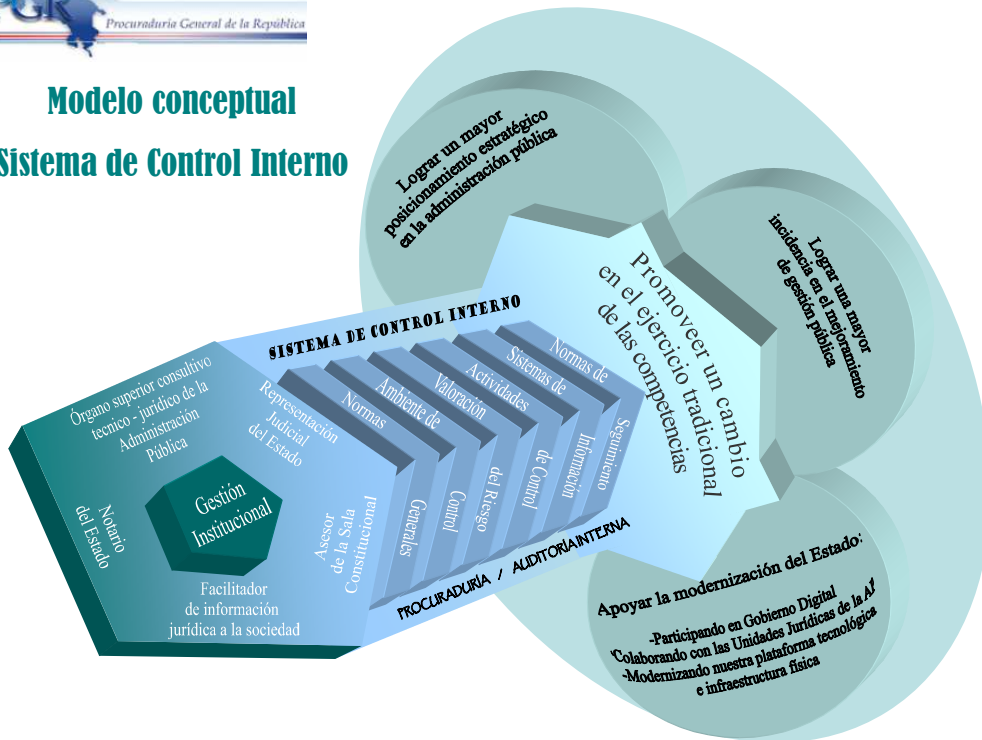 PGR
Procuraduría General de la República
Modelo conceptual
Sistema de Control Interno
Lograr un mayor
posicionamiento estratégico
en la administración pública
Lograr una mayor
incidencia en el mejoramiento
de gestión pública
Promover un cambio
en el ejercicio tradicional
de las competencias
SISTEMA DE CONTROL INTERNO
Normas
Generales
Ambiente de
Control
Valoración
del Riesgo
Actividades
de Control
Sistemas de
Información
Normas de
Seguimiento
PROCURADURÍA / AUDITORÍA INTERNA
Órgano superior consultivo
tecnico - jurídico de la
Administración
Pública
Representación
Judicial
del Estado
Notario
del Estado
Gestión
Institucional
Asesor
de la Sala
Constitucional
Facilitador
de información
jurídica a la sociedad
Apoyar la modernización del Estado:
-Participando en Gobierno Digital
Colaborando con las Unidades Jurídicas de la
-Modernizando nuestra plataforma tecnológica
e infraestructura física